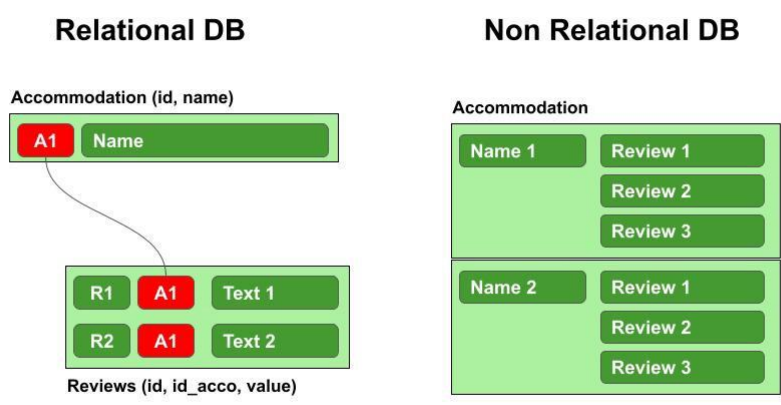 Relational DB
Accommodation (id, name)
A1 Name
R1 A1 Text 1
R2 A1 Text 2
Reviews (id, id_acco, value)
Non Relational DB
Accommodation
Name 1 Review 1
Review 2
Review 3
Name 2 Review 1
Review 2
Review 3